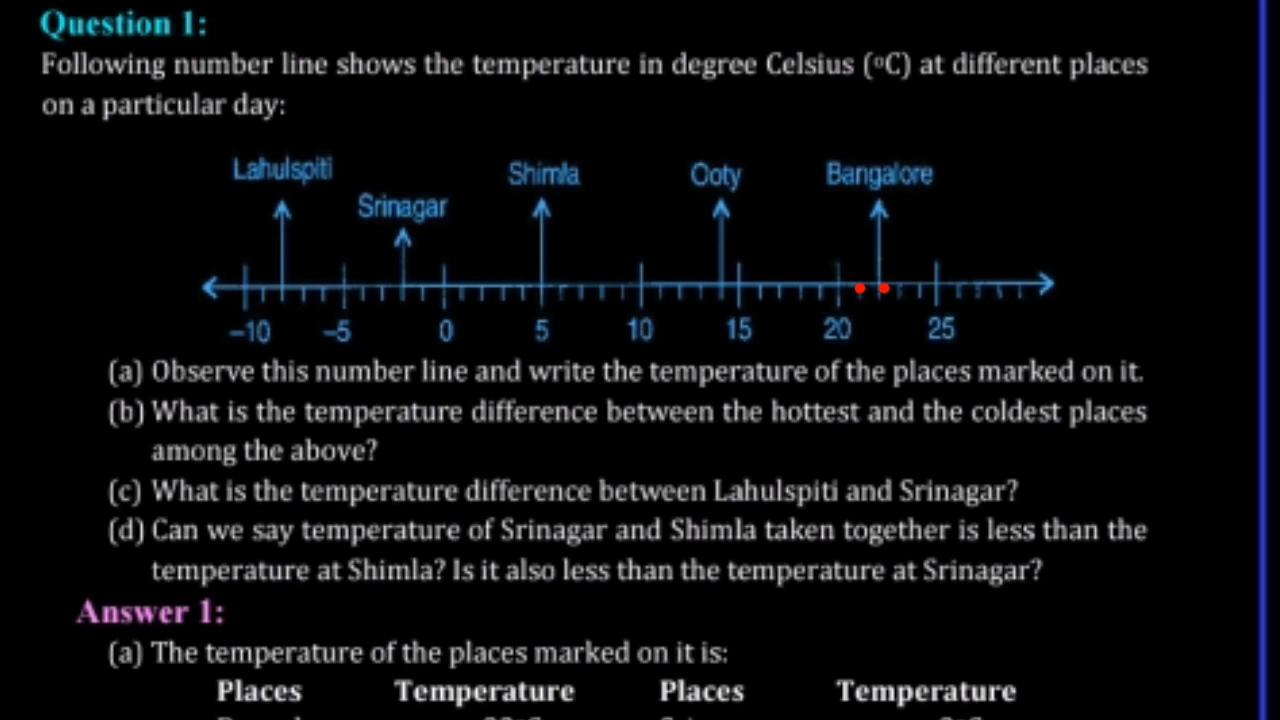 Question 1:
Following number line shows the temperature in degree Celsius (°C) at different places
on a particular day:
Lahulspiti Srinagar Shimla Ooty Bangalore
–10 –5 0 5 10 15 20 25
(a) Observe this number line and write the temperature of the places marked on it.
(b) What is the temperature difference between the hottest and the coldest places
among the above?
(c) What is the temperature difference between Lahulspiti and Srinagar?
(d) Can we say temperature of Srinagar and Shimla taken together is less than the
temperature at Shimla? Is it also less than the temperature at Srinagar?
Answer 1:
(a) The temperature of the places marked on it is:
Places Temperature Places Temperature